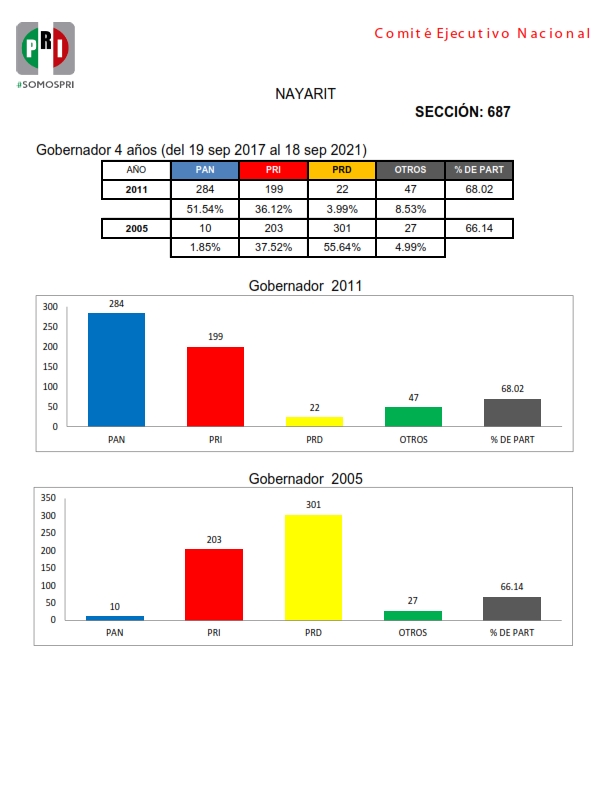 PRI
#SOMOSPRI
Comité Ejecutivo Nacional
NAYARIT
SECCIÓN: 687
Gobernador 4 años (del 19 sep 2017 al 18 sep 2021)
AÑO PAN PRI PRD OTROS % DE PART
2011 284 199 22 47 68.02
51.54% 36.12% 3.99% 8.53%
2005 10 203 301 27 66.14
1.85% 37.52% 55.64% 4.99%
Gobernador 2011
300
250
200
150
100
50
0
284
199
22
47
68.02
PAN PRI PRD OTROS % DE PART
Gobernador 2005
350
300
250
200
150
100
50
0
10
203
301
27
66.14
PAN PRI PRD OTROS % DE PART